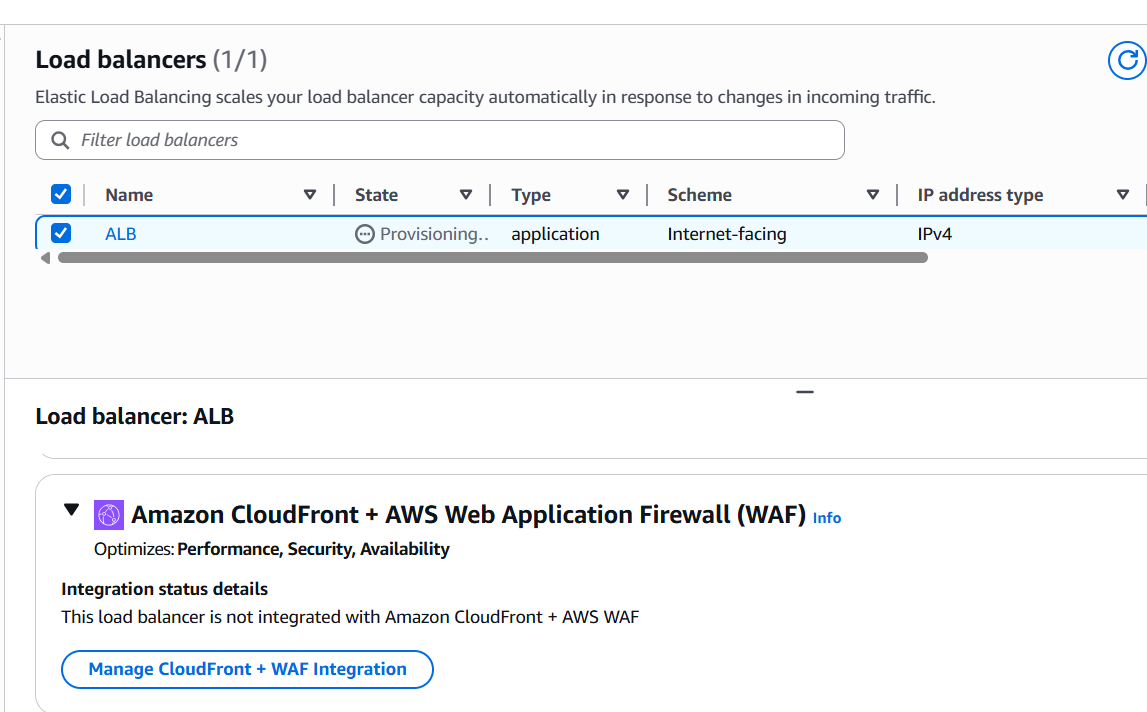 Load balancers (1/1)
Elastic Load Balancing scales your load balancer capacity automatically in response to changes in incoming traffic.
Filter load balancers
Name State Type Scheme IP address type
ALB Provisioning.. application Internet-facing IPv4
Load balancer: ALB
Amazon CloudFront + AWS Web Application Firewall (WAF) Info
Optimizes: Performance, Security, Availability
Integration status details
This load balancer is not integrated with Amazon CloudFront + AWS WAF
Manage CloudFront + WAF Integration